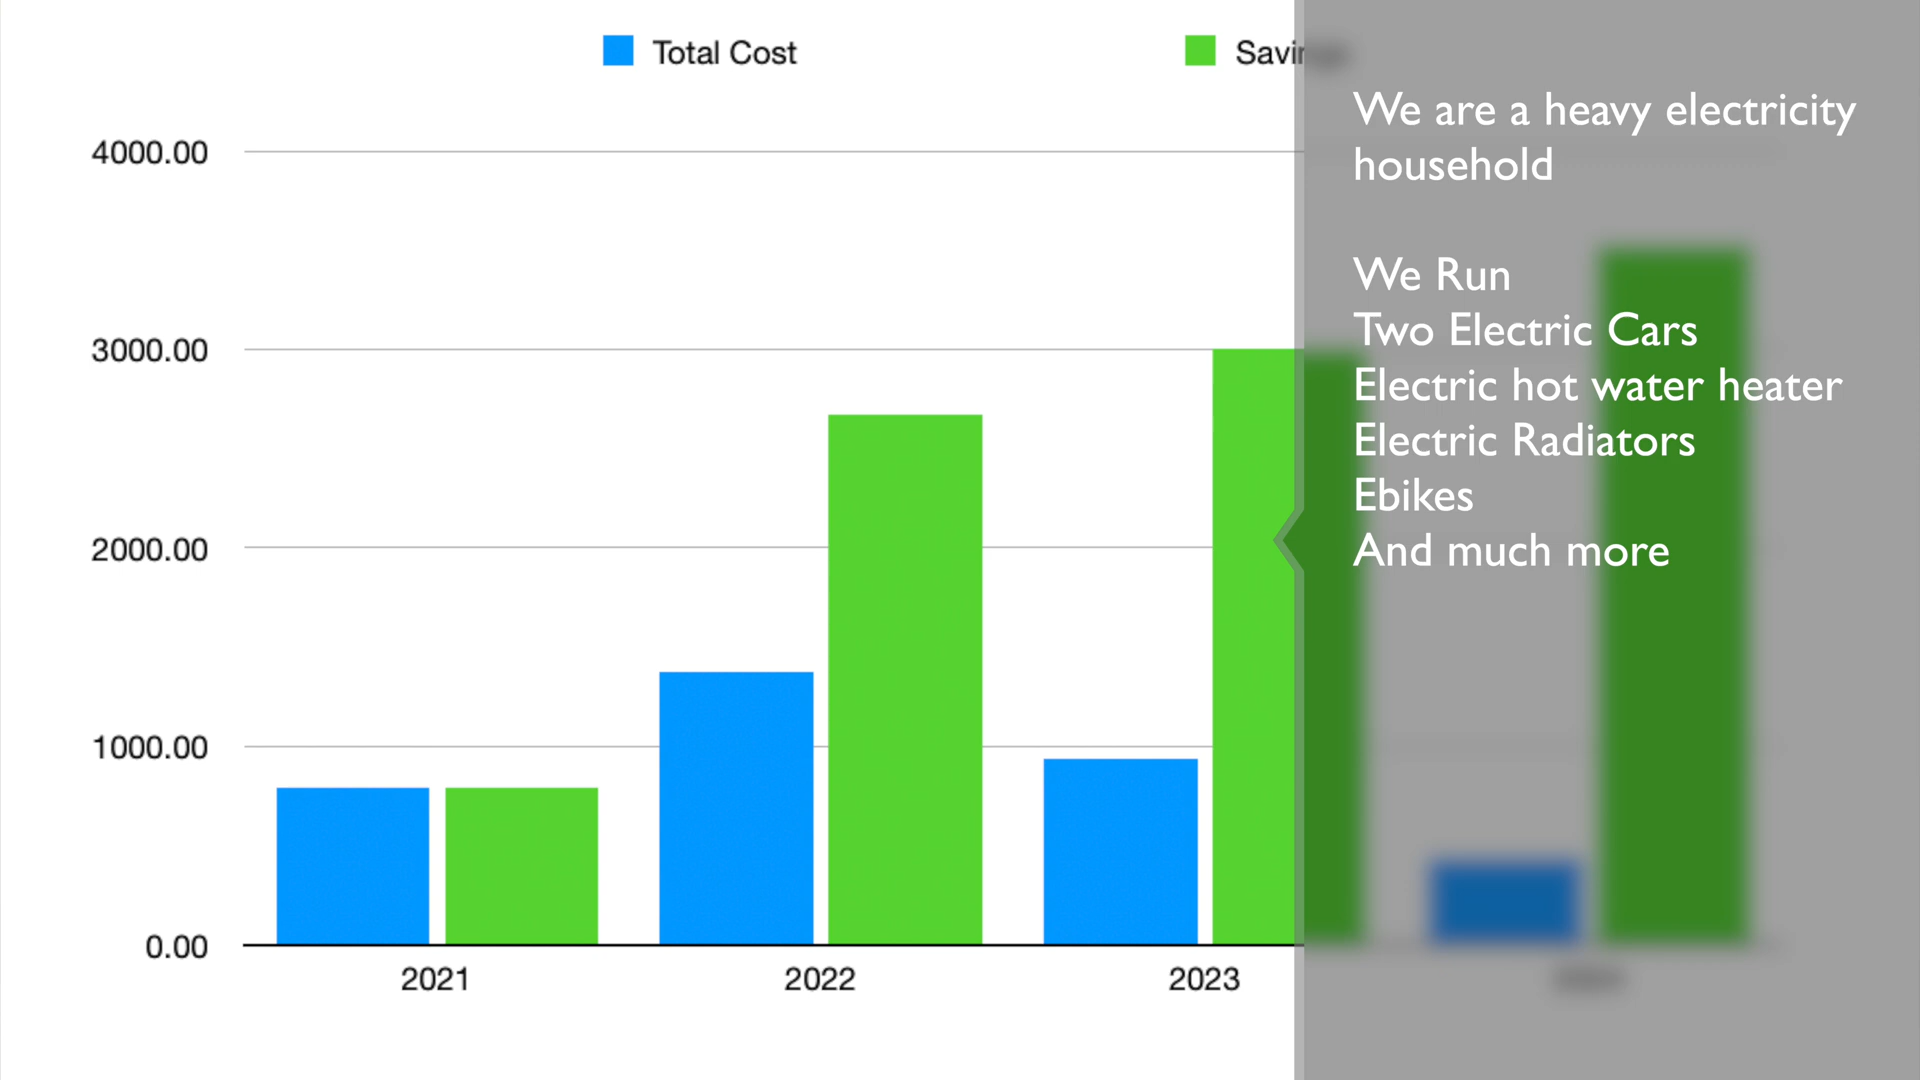 Total Cost
4000.00
3000.00
2000.00
1000.00
0.00
2021
2022
2023
We are a heavy electricity
household
We Run
Two Electric Cars
Electric hot water heater
Electric Radiators
Ebikes
And much more